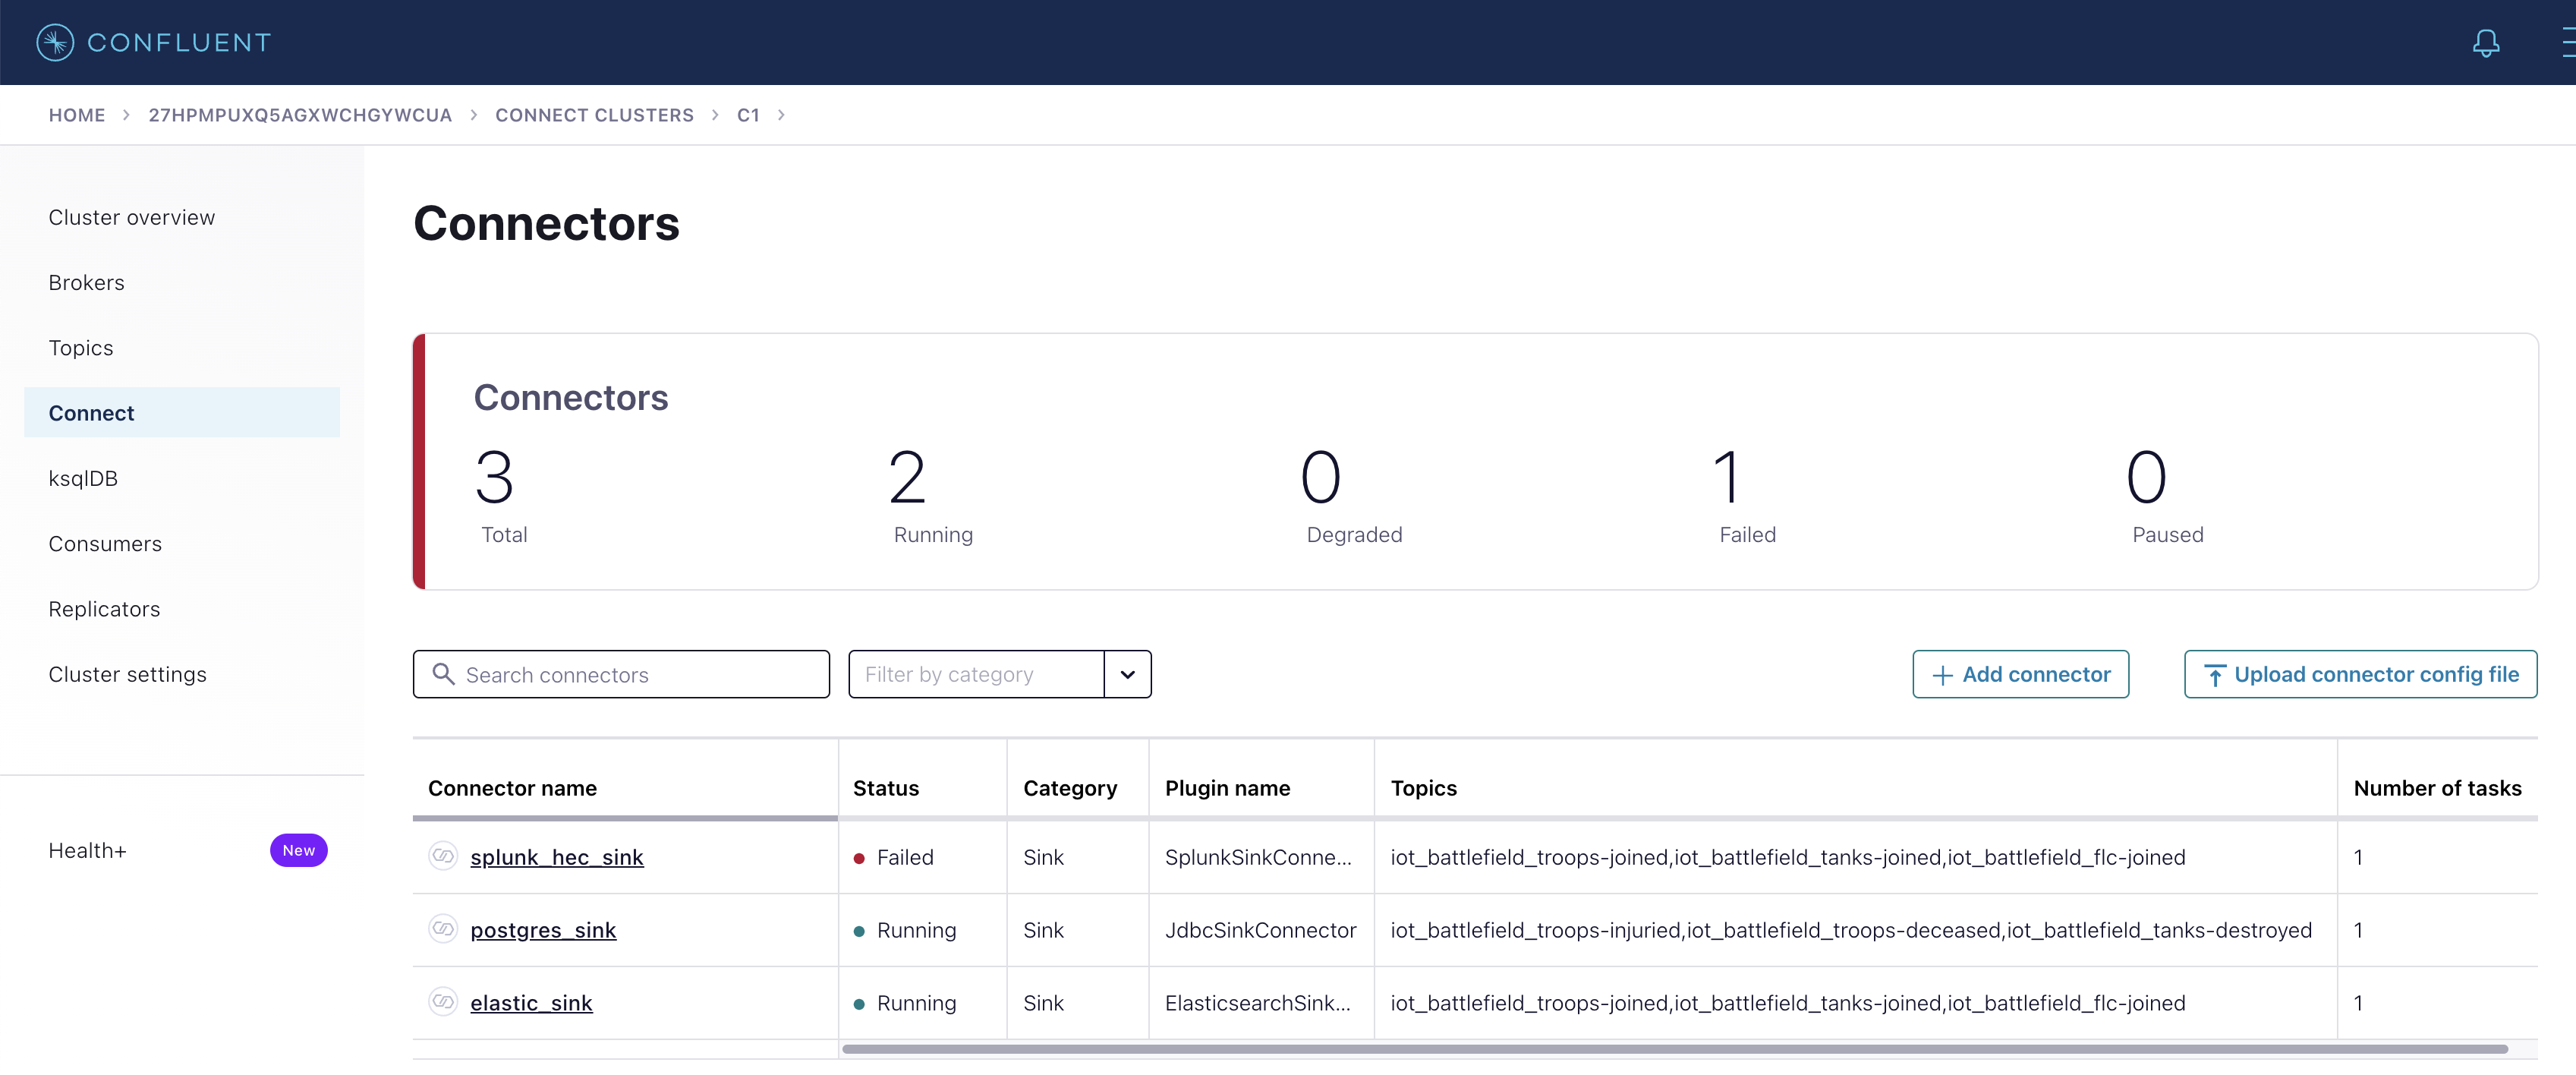 CONFLUENT
HOME > 27HPMPUXQ5AGXWCHGYWCUA > CONNECT CLUSTERS > C1 >
Cluster overview
Brokers
Topics
Connect
ksqlDB
Consumers
Replicators
Cluster settings
Health+ New
Connectors
Connectors
3 2 0 1 0
Total Running Degraded Failed Paused
Search connectors Filter by category Add connector Upload connector config file
Connector name Status Category Plugin name Topics Number of tasks
splunk_hec_sink Failed Sink SplunkSinkConne... iot_battlefield_troops-joined,iot_battlefield_tanks-joined,iot_battlefield_flc-joined 1
postgres_sink Running Sink JdbcSinkConnector iot_battlefield_troops-injuried,iot_battlefield_troops-deceased,iot_battlefield_tanks-destroyed 1
elastic_sink Running Sink ElasticsearchSink... iot_battlefield_troops-joined,iot_battlefield_tanks-joined,iot_battlefield_flc-joined 1